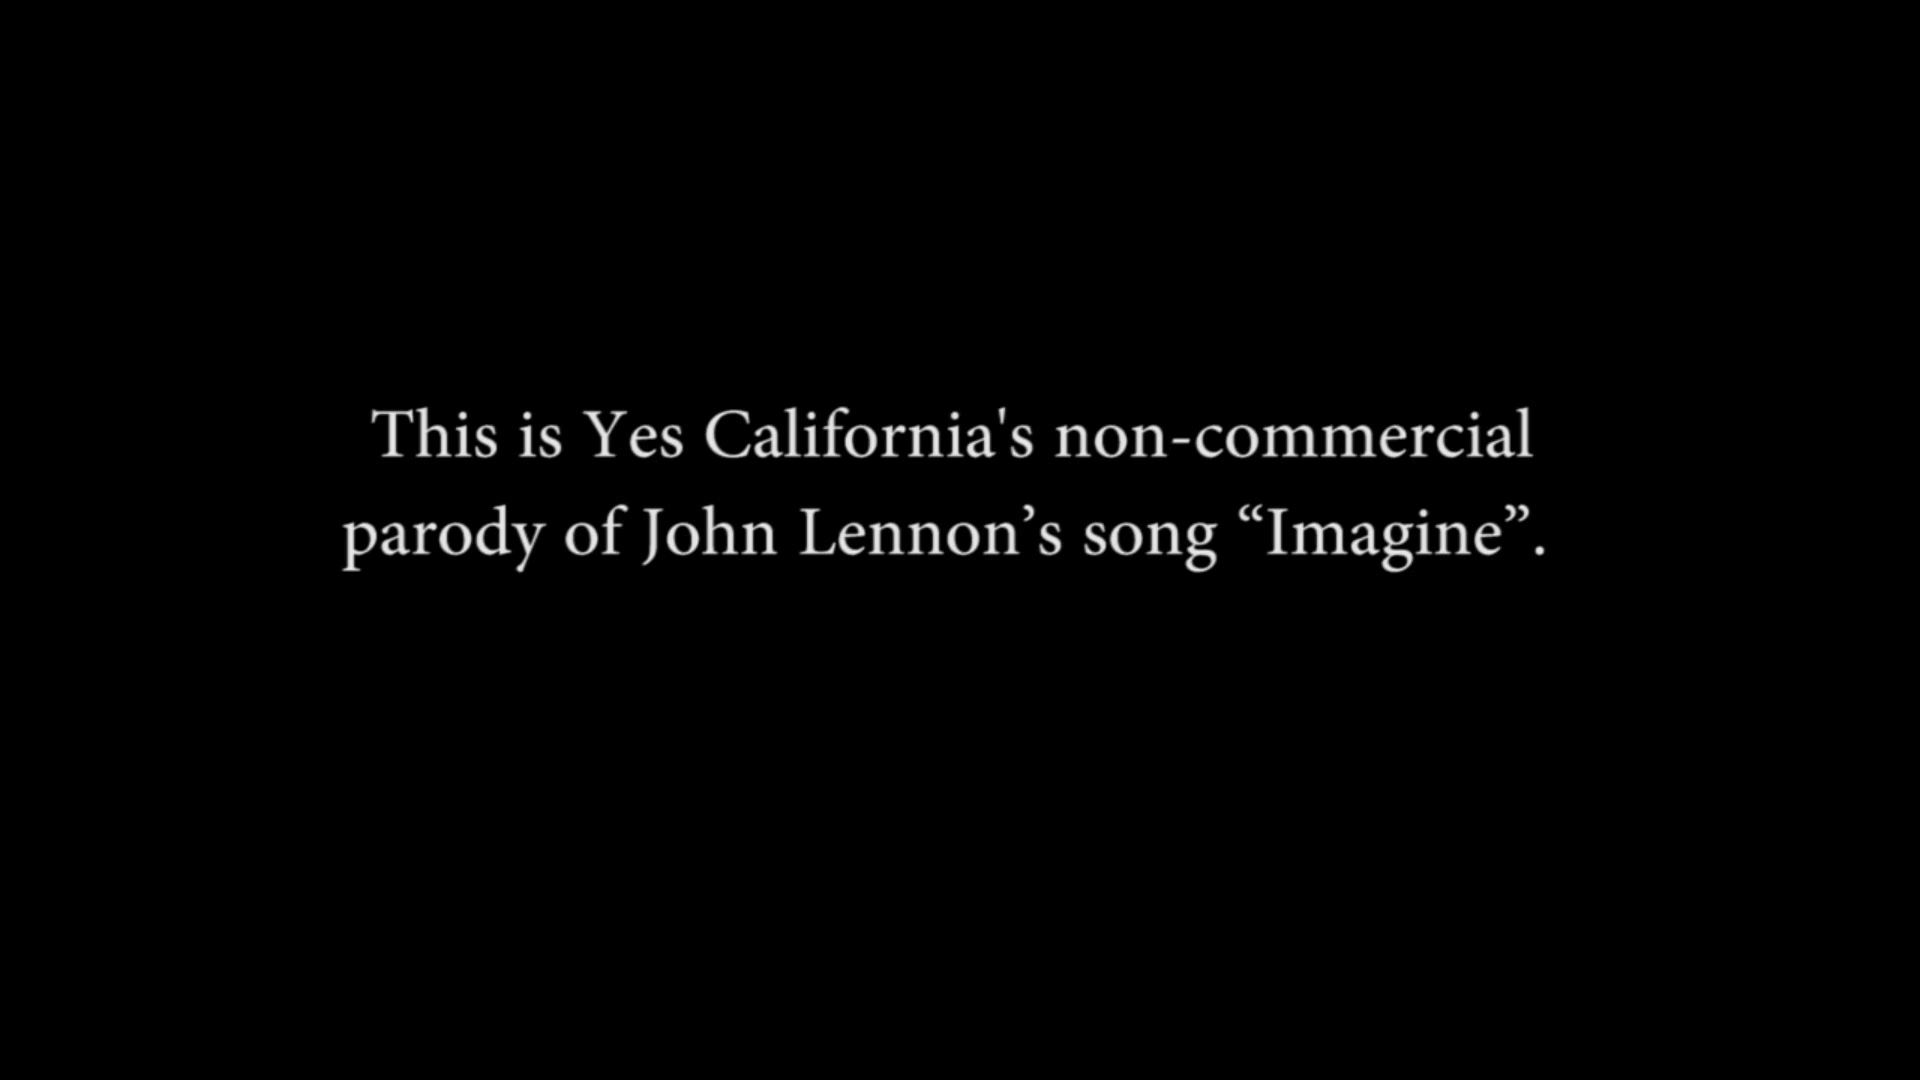 This is Yes California's non-commercial
parody of John Lennon’s song “Imagine”.